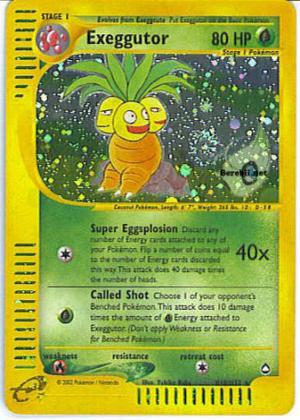 STAGE 1
Evolves from Exeggcute Put Exeggutor on the Basic Pokémon
Exeggutor 80 HP
Stage 1 Pokémon
Berebil.net
Coconut Pokémon, Length: 6' 7", Weight: 265 lbs.
Super Eggsplosion Discard any
number of Energy cards attached to any of
your Pokémon. Flip a number of coins equal
to the number of Energy cards discarded
this way. This attack does 40 damage times
the number of heads.
40x
Called Shot Choose 1 of your opponent's
Benched Pokémon. This attack does 10 damage
times the amount of Energy attached to
Exeggutor. (Don't apply Weakness or Resistance
for Benched Pokémon.)
weakness resistance retreat cost
© 2002 Pokémon / Nintendo
Illus.